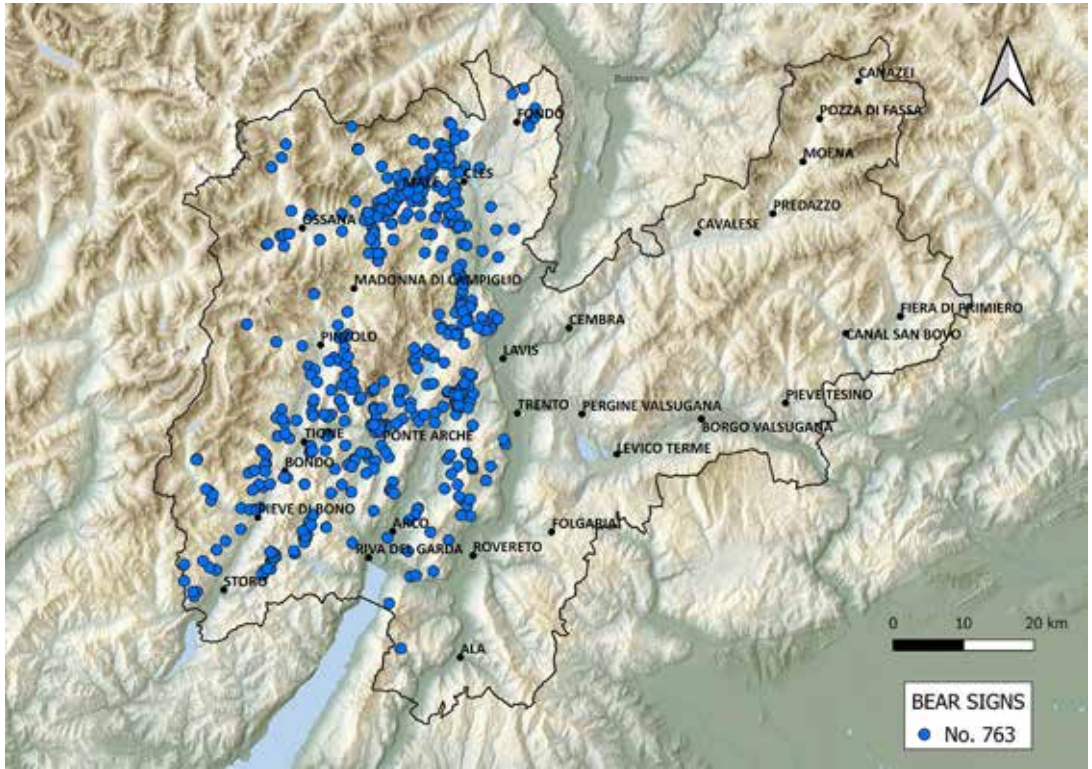 CANAZEI
Bolzano
POZZA DI FASSA
FONDO
MOENA
CLES
MALE
PREDAZZO
OSSANA
CAVALESE
MADONNA DI CAMPIGLIO
FIERA DI PRIMIERO
CEMBRA
CANAL SAN BOVO
PINZOLO
LAVIS
PIEVE TESINO
TRENTO
PERGINE VALSUGANA
BORGO VALSUGANA
TIONE
PONTE ARCHE
LEVICO TERME
BONDO
PIEVE DI BONO
ARCO
FOLGARIA
RIVA DEL GARDA
ROVERETO
STORO
0 10 20 km
ALA
BEAR SIGNS
No. 763